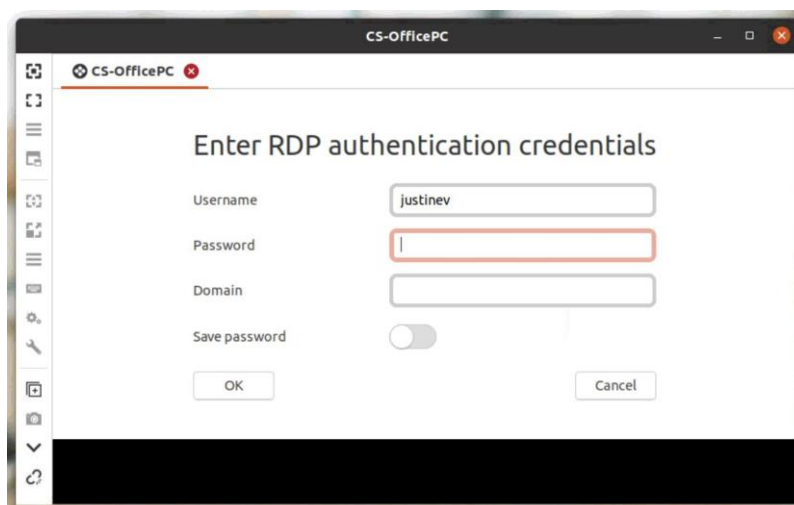 CS-OfficePC
CS-OfficePC
Enter RDP authentication credentials
Username
justinev
Password
Domain
Save password
OK
Cancel